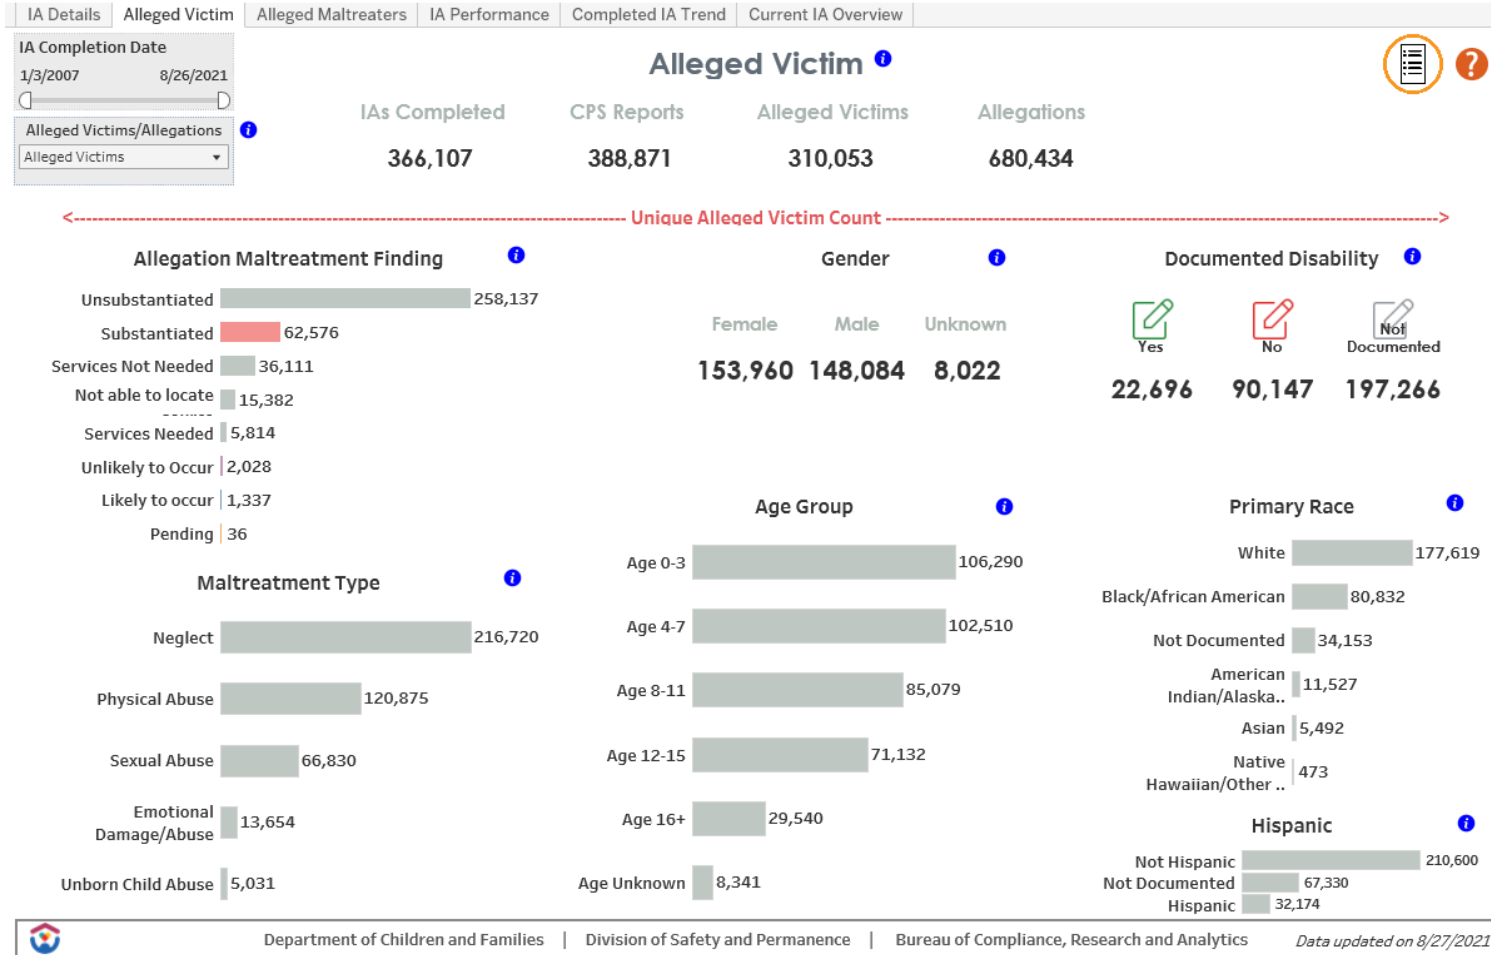 IA Details
Alleged Victim
Alleged Maltreaters
IA Performance
Completed IA Trend
Current IA Overview
IA Completion Date
1/3/2007 8/26/2021
Alleged Victims/Allegations
Alleged Victims
Alleged Victim
IAs Completed CPS Reports Alleged Victims Allegations
366,107 388,871 310,053 680,434
Unique Alleged Victim Count
Allegation Maltreatment Finding
Unsubstantiated 258,137
Substantiated 62,576
Services Not Needed 36,111
Not able to locate 15,382
Services Needed 5,814
Unlikely to Occur 2,028
Likely to occur 1,337
Pending 36
Maltreatment Type
Neglect 216,720
Physical Abuse 120,875
Sexual Abuse 66,830
Emotional
Damage/Abuse 13,654
Unborn Child Abuse 5,031
Gender
Female Male Unknown
153,960 148,084 8,022
Age Group
Age 0-3 106,290
Age 4-7 102,510
Age 8-11 85,079
Age 12-15 71,132
Age 16+ 29,540
Age Unknown 8,341
Documented Disability
Yes No Not
Documented
22,696 90,147 197,266
Primary Race
White 177,619
Black/African American 80,832
Not Documented 34,153
American
Indian/Alaska.. 11,527
Asian 5,492
Native
Hawaiian/Other .. 473
Hispanic
Not Hispanic 210,600
Not Documented 67,330
Hispanic 32,174
Department of Children and Families | Division of Safety and Permanence | Bureau of Compliance, Research and Analytics
Data updated on 8/27/2021